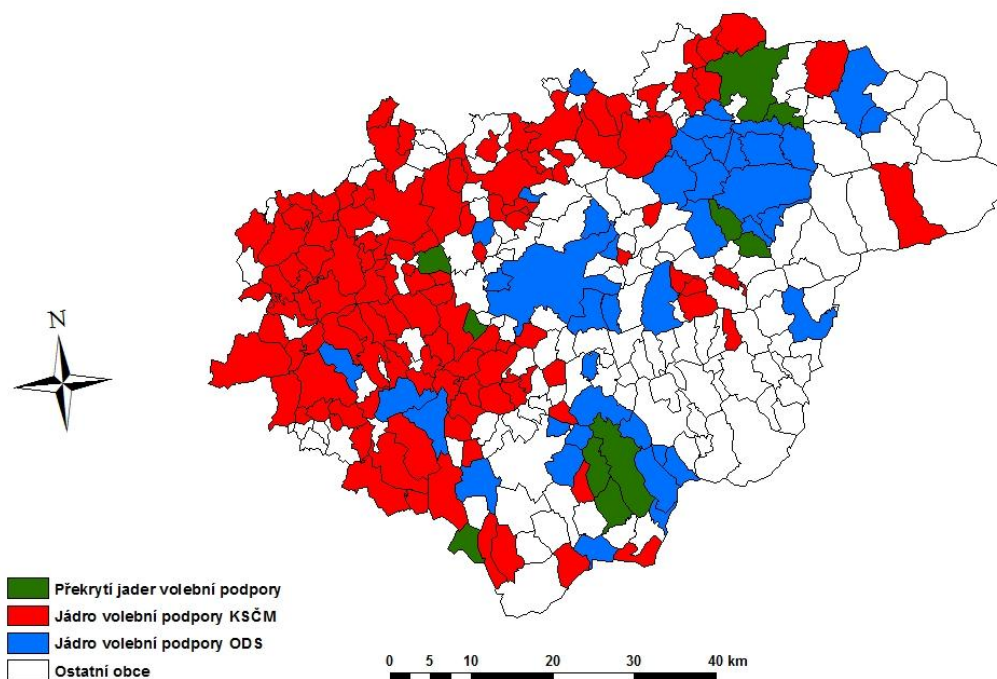 N
Překrytí jader volební podpory
Jádro volební podpory KSČM
Jádro volební podpory ODS
Ostatní obce
0 5 10 20 30 40 km